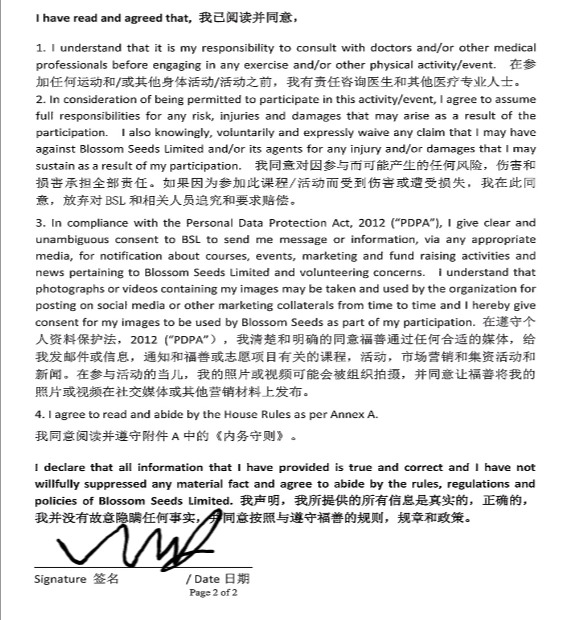 I have read and agreed that, 我已阅读并同意，
1. I understand that it is my responsibility to consult with doctors and/or other medical
professionals before engaging in any exercise and/or other physical activity/event. 在参
加任何运动和/或其他身体活动/活动之前，我有责任咨询医生和其他医疗专业人士。
2. In consideration of being permitted to participate in this activity/event, I agree to assume
full responsibilities for any risk, injuries and damages that may arise as a result of the
participation. I also knowingly, voluntarily and expressly waive any claim that I may have
against Blossom Seeds Limited and/or its agents for any injury and/or damages that I may
sustain as a result of my participation. 我同意对因参与而可能产生的任何风险，伤害和
损害承担全部责任。如果因为参加此课程/活动而受到伤害或遭受损失，我在此同
意，放弃对 BSL 和相关人员追究和要求赔偿。
3. In compliance with the Personal Data Protection Act, 2012 ("PDPA"), I give clear and
unambiguous consent to BSL to send me message or information, via any appropriate
media, for notification about courses, events, marketing and fund raising activities and
news pertaining to Blossom Seeds Limited and volunteering concerns. I understand that
photographs or videos containing my images may be taken and used by the organization for
posting on social media or other marketing collaterals from time to time and I hereby give
consent for my images to be used by Blossom Seeds as part of my participation. 在遵守个
人资料保护法，2012 ("PDPA")，我清楚和明确的同意福善通过任何合适的媒体，给
我发邮件或信息，通知和福善或志愿项目有关的课程，活动，市场营销和集资活动和
新闻。在参与活动的当儿，我的照片或视频可能会被组织拍摄，并同意让福善将我的
照片或视频在社交媒体或其他营销材料上发布。
4. I agree to read and abide by the House Rules as per Annex A.
我同意阅读并遵守附件 A 中的《内务守则》。
I declare that all information that I have provided is true and correct and I have not
willfully suppressed any material fact and agree to abide by the rules, regulations and
policies of Blossom Seeds Limited. 我声明，我所提供的所有信息是真实的，正确的，
我并没有故意隐瞒任何事实，并同意按照与遵守福善的规则，规章和政策。
Signature 签名 / Date 日期
Page 2 of 2